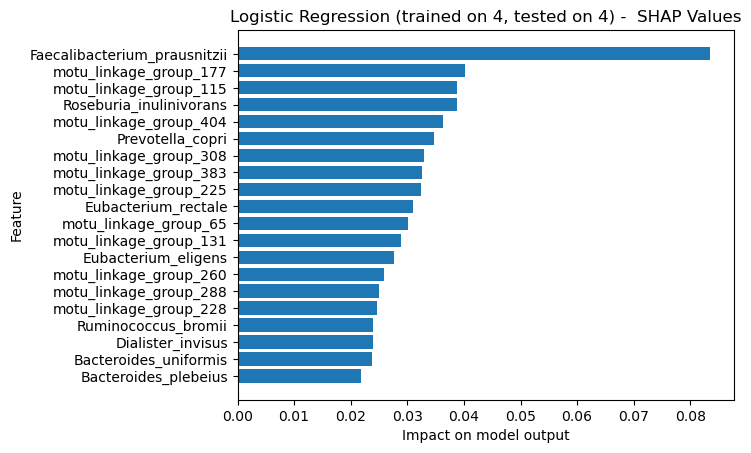 Logistic Regression (trained on 4, tested on 4) -  SHAP Values
Feature
Faecalibacterium_prausnitzii
motu_linkage_group_177
motu_linkage_group_115
Roseburia_inulinivorans
motu_linkage_group_404
Prevotella_copri
motu_linkage_group_308
motu_linkage_group_383
motu_linkage_group_225
Eubacterium_rectale
motu_linkage_group_65
motu_linkage_group_131
Eubacterium_eligens
motu_linkage_group_260
motu_linkage_group_288
motu_linkage_group_228
Ruminococcus_bromii
Dialister_invisus
Bacteroides_uniformis
Bacteroides_plebeius
0.00 0.01 0.02 0.03 0.04 0.05 0.06 0.07 0.08
Impact on model output